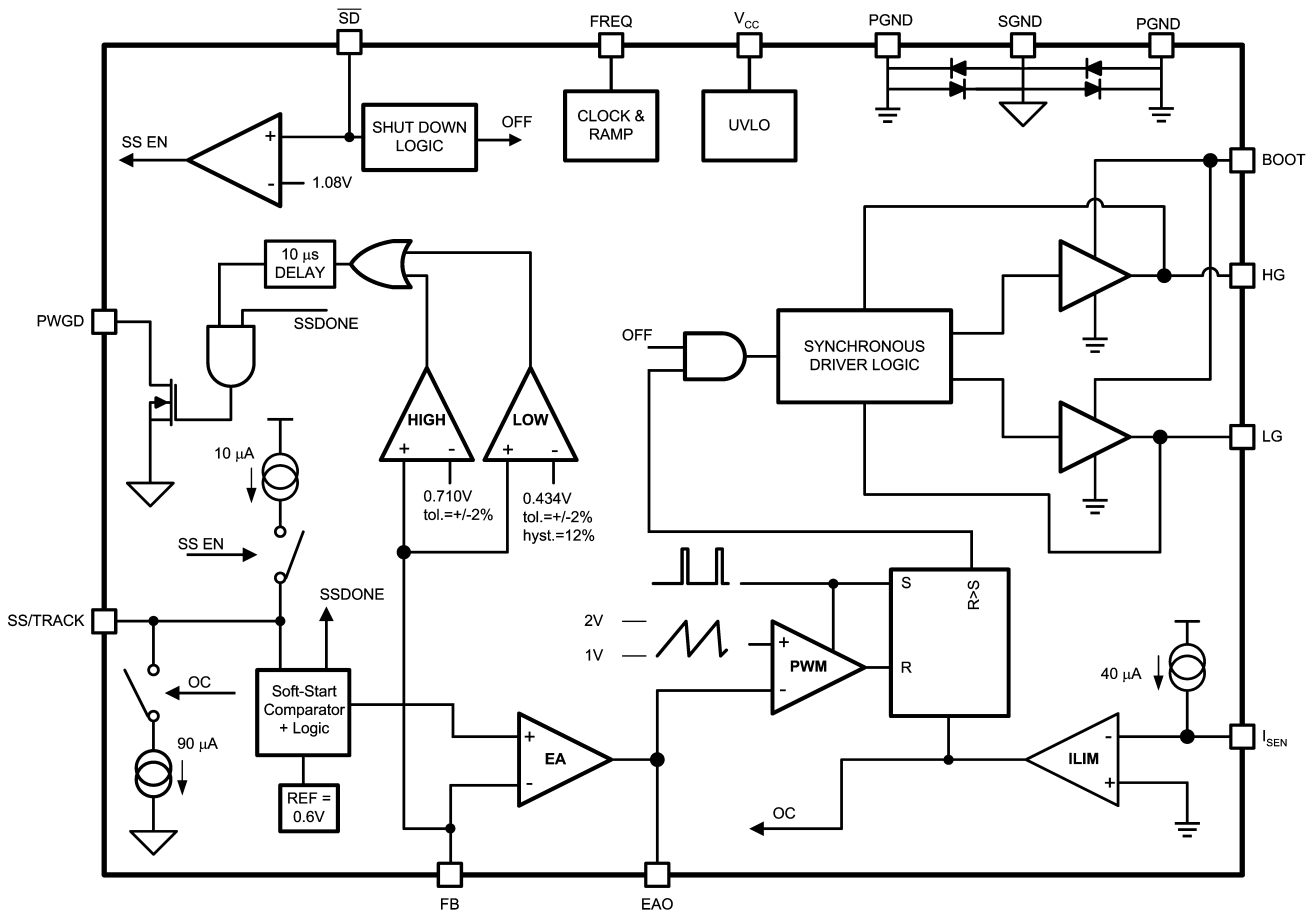 SD
FREQ
VCC
PGND
SGND
PGND
SS EN
+
-
1.08V
SHUT DOWN
LOGIC
OFF
CLOCK &
RAMP
UVLO
BOOT
10 μs
DELAY
SSDONE
PWGD
HG
OFF
SYNCHRONOUS
DRIVER LOGIC
LG
HIGH
+
-
LOW
+
-
10 μA
0.710V
tol.=+/-2%
0.434V
tol.=+/-2%
hyst.=12%
SS EN
SS/TRACK
SSDONE
S
R>S
R
2V
1V
+
PWM
-
40 μA
OC
Soft-Start
Comparator
+ Logic
90 μA
REF =
0.6V
+
EA
-
-
ILIM
+
ISEN
OC
FB
EAO